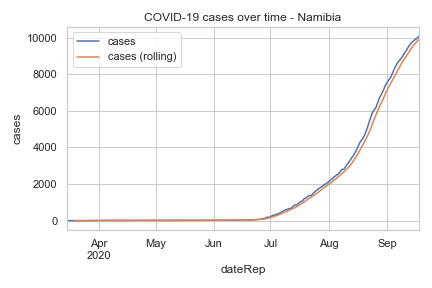 COVID-19 cases over time - Namibia
cases
cases (rolling)
10000
8000
6000
4000
2000
0
cases
Apr
2020
May
Jun
Jul
Aug
Sep
dateRep